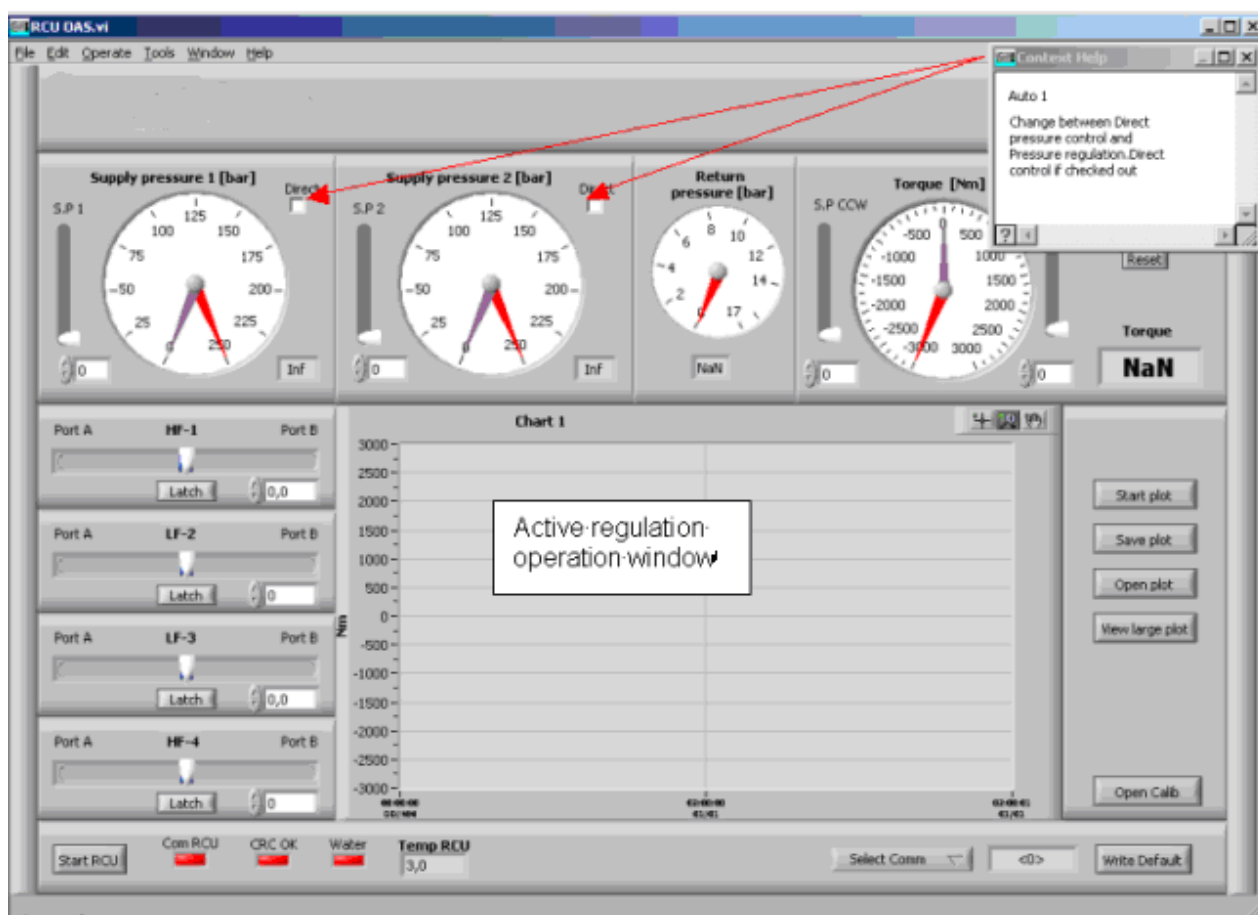 RCU OAS.vi
File Edit Operate Tools Window Help
Context Help
Auto 1
Change between Direct
pressure control and
Pressure regulation.Direct
control if checked out
?
Supply pressure 1 [bar]
Direct
S.P 1
0 25 50 75 100 125 150 175 200 225 250
0
Inf
Supply pressure 2 [bar]
Direct
S.P 2
0 25 50 75 100 125 150 175 200 225 250
0
Inf
Return
pressure [bar]
0 2 4 6 8 10 12 14 17
NaN
Torque [Nm]
S.P CCW
-3000 -2500 -2000 -1500 -1000 -500 0 500 1000 1500 2000 2500 3000
0
0
Reset
Torque
NaN
Port A HF-1 Port B
Latch 0,0
Port A LF-2 Port B
Latch 0
Port A LF-3 Port B
Latch 0,0
Port A HF-4 Port B
Latch 0
Chart 1
Nm
3000
2500
2000
1500
1000
500
0
-500
-1000
-1500
-2000
-2500
-3000
Active regulation
operation window
Start plot
Save plot
Open plot
View large plot
Open Calib
Start RCU
Com RCU
CRC OK
Water
Temp RCU
3,0
Select Comm
<0>
Write Default